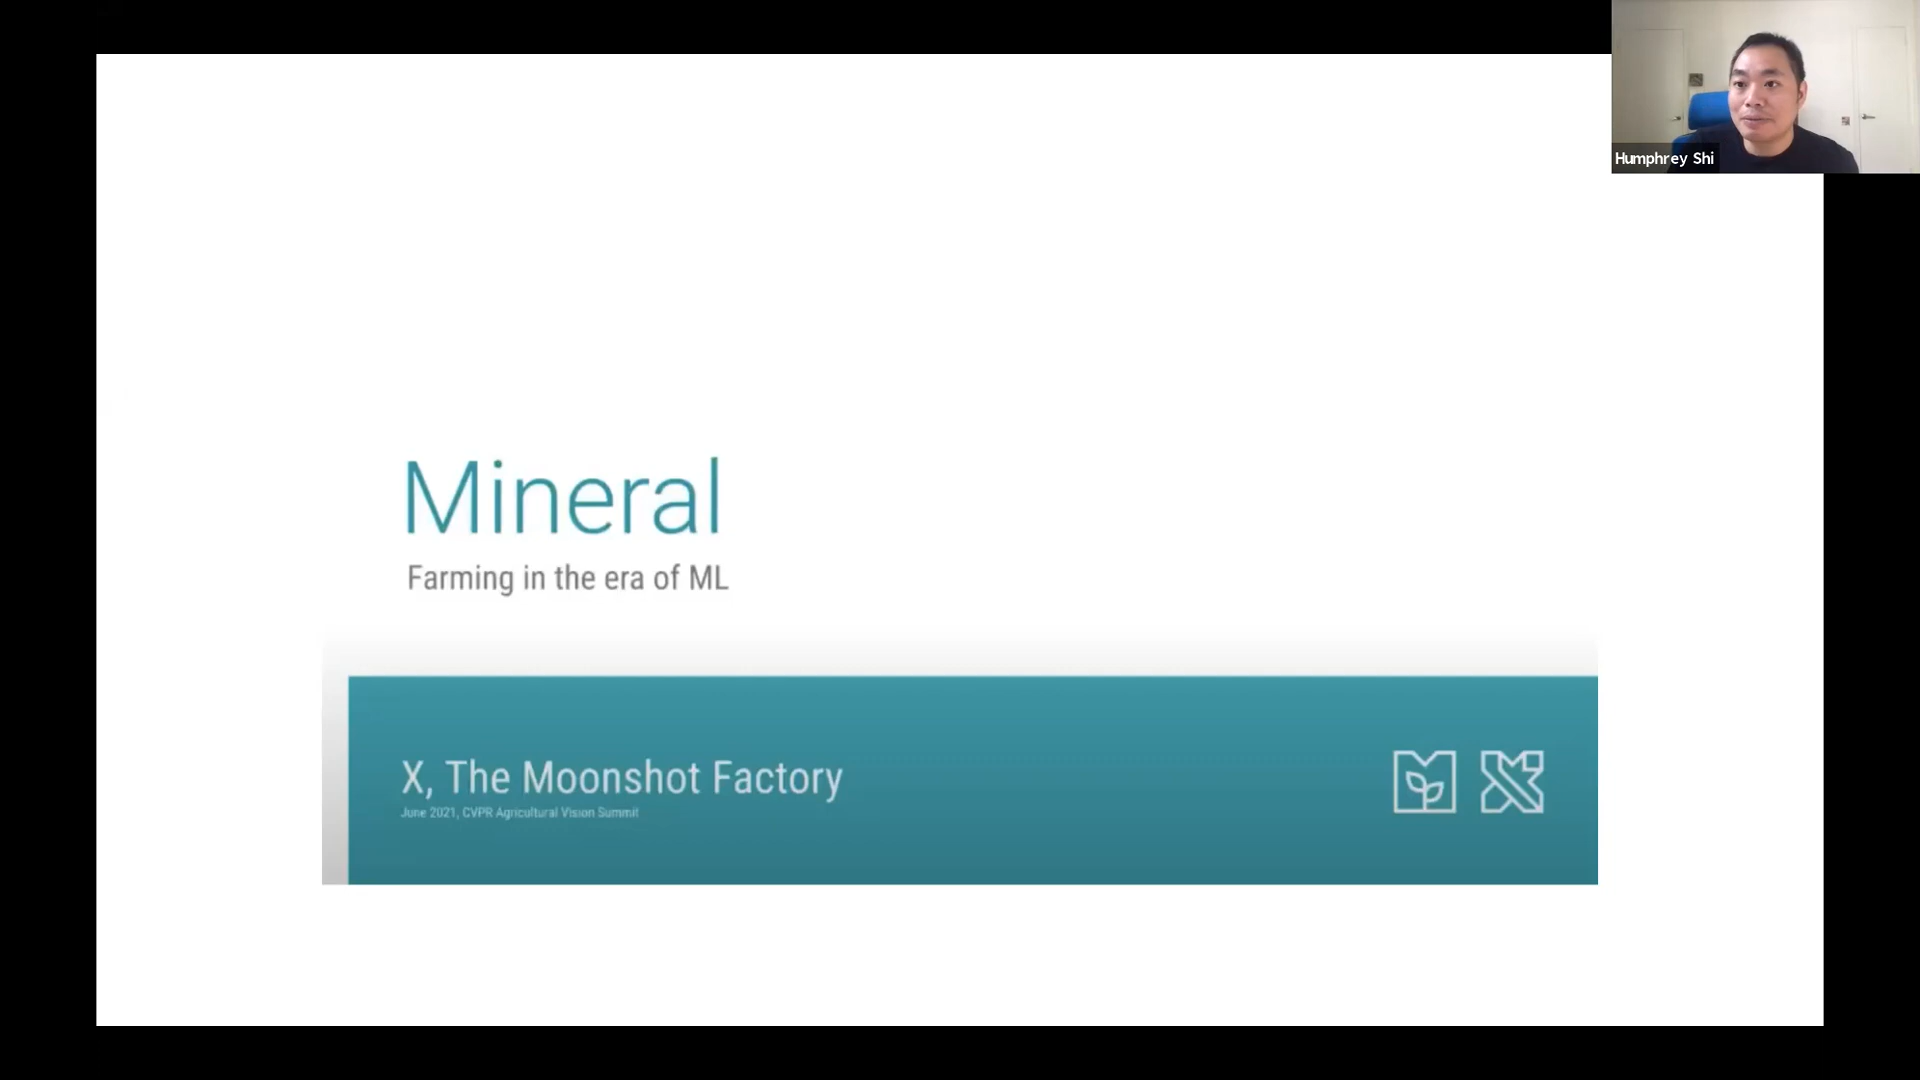 Humphrey Shi
Mineral
Farming in the era of ML
X, The Moonshot Factory
June 2021, CVPR Agricultural Vision Summit